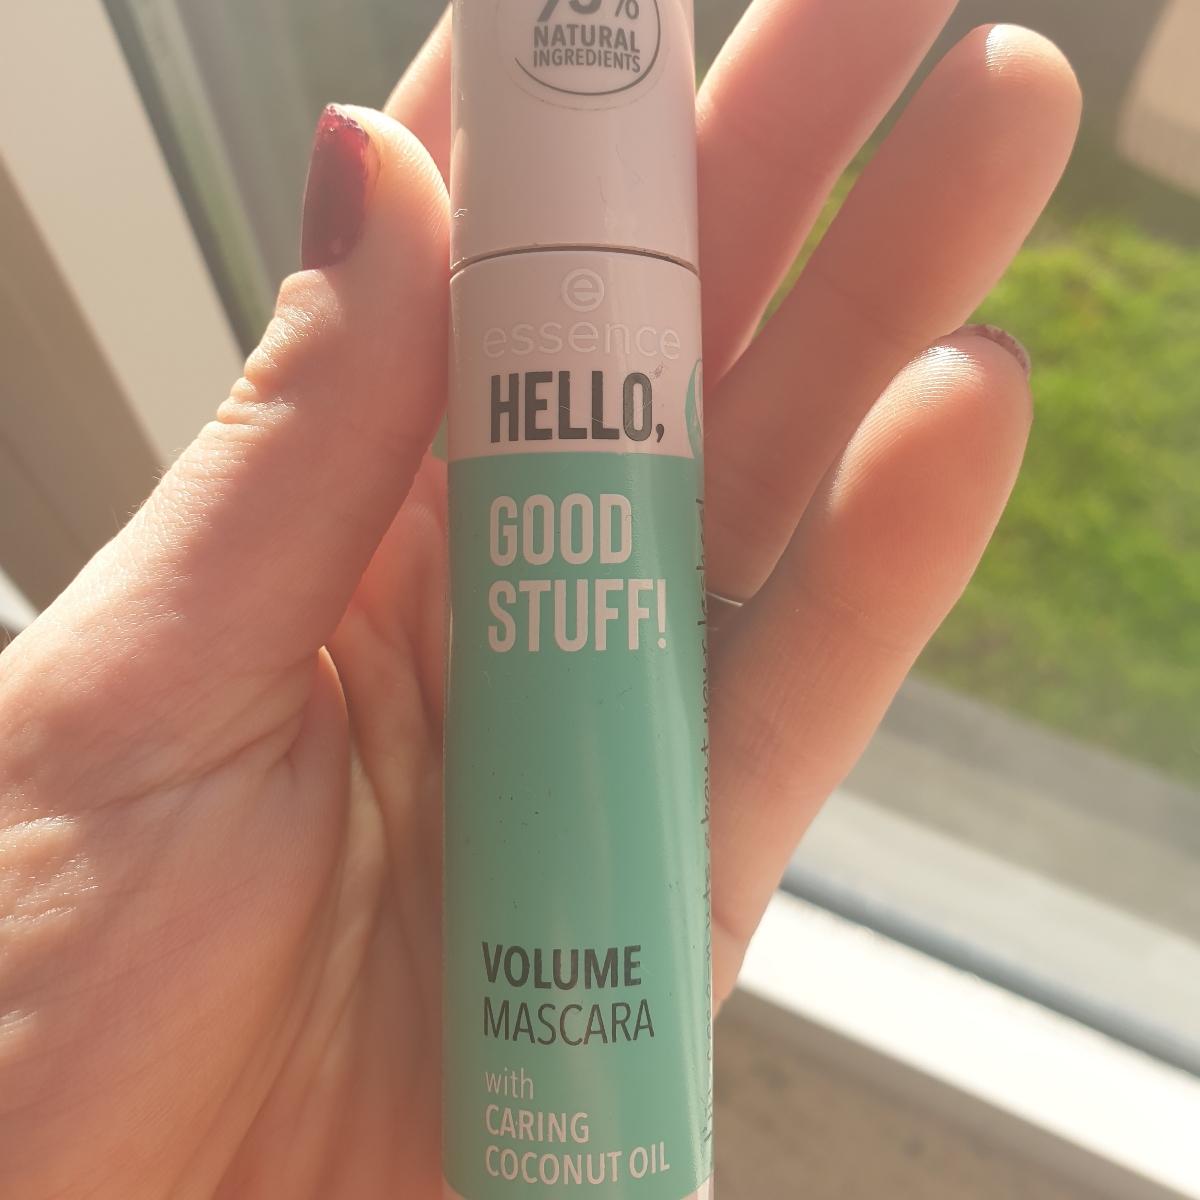 NATURAL
INGREDIENTS
e
essence
HELLO,
GOOD
STUFF!
VOLUME
MASCARA
with
CARING
COCONUT OIL